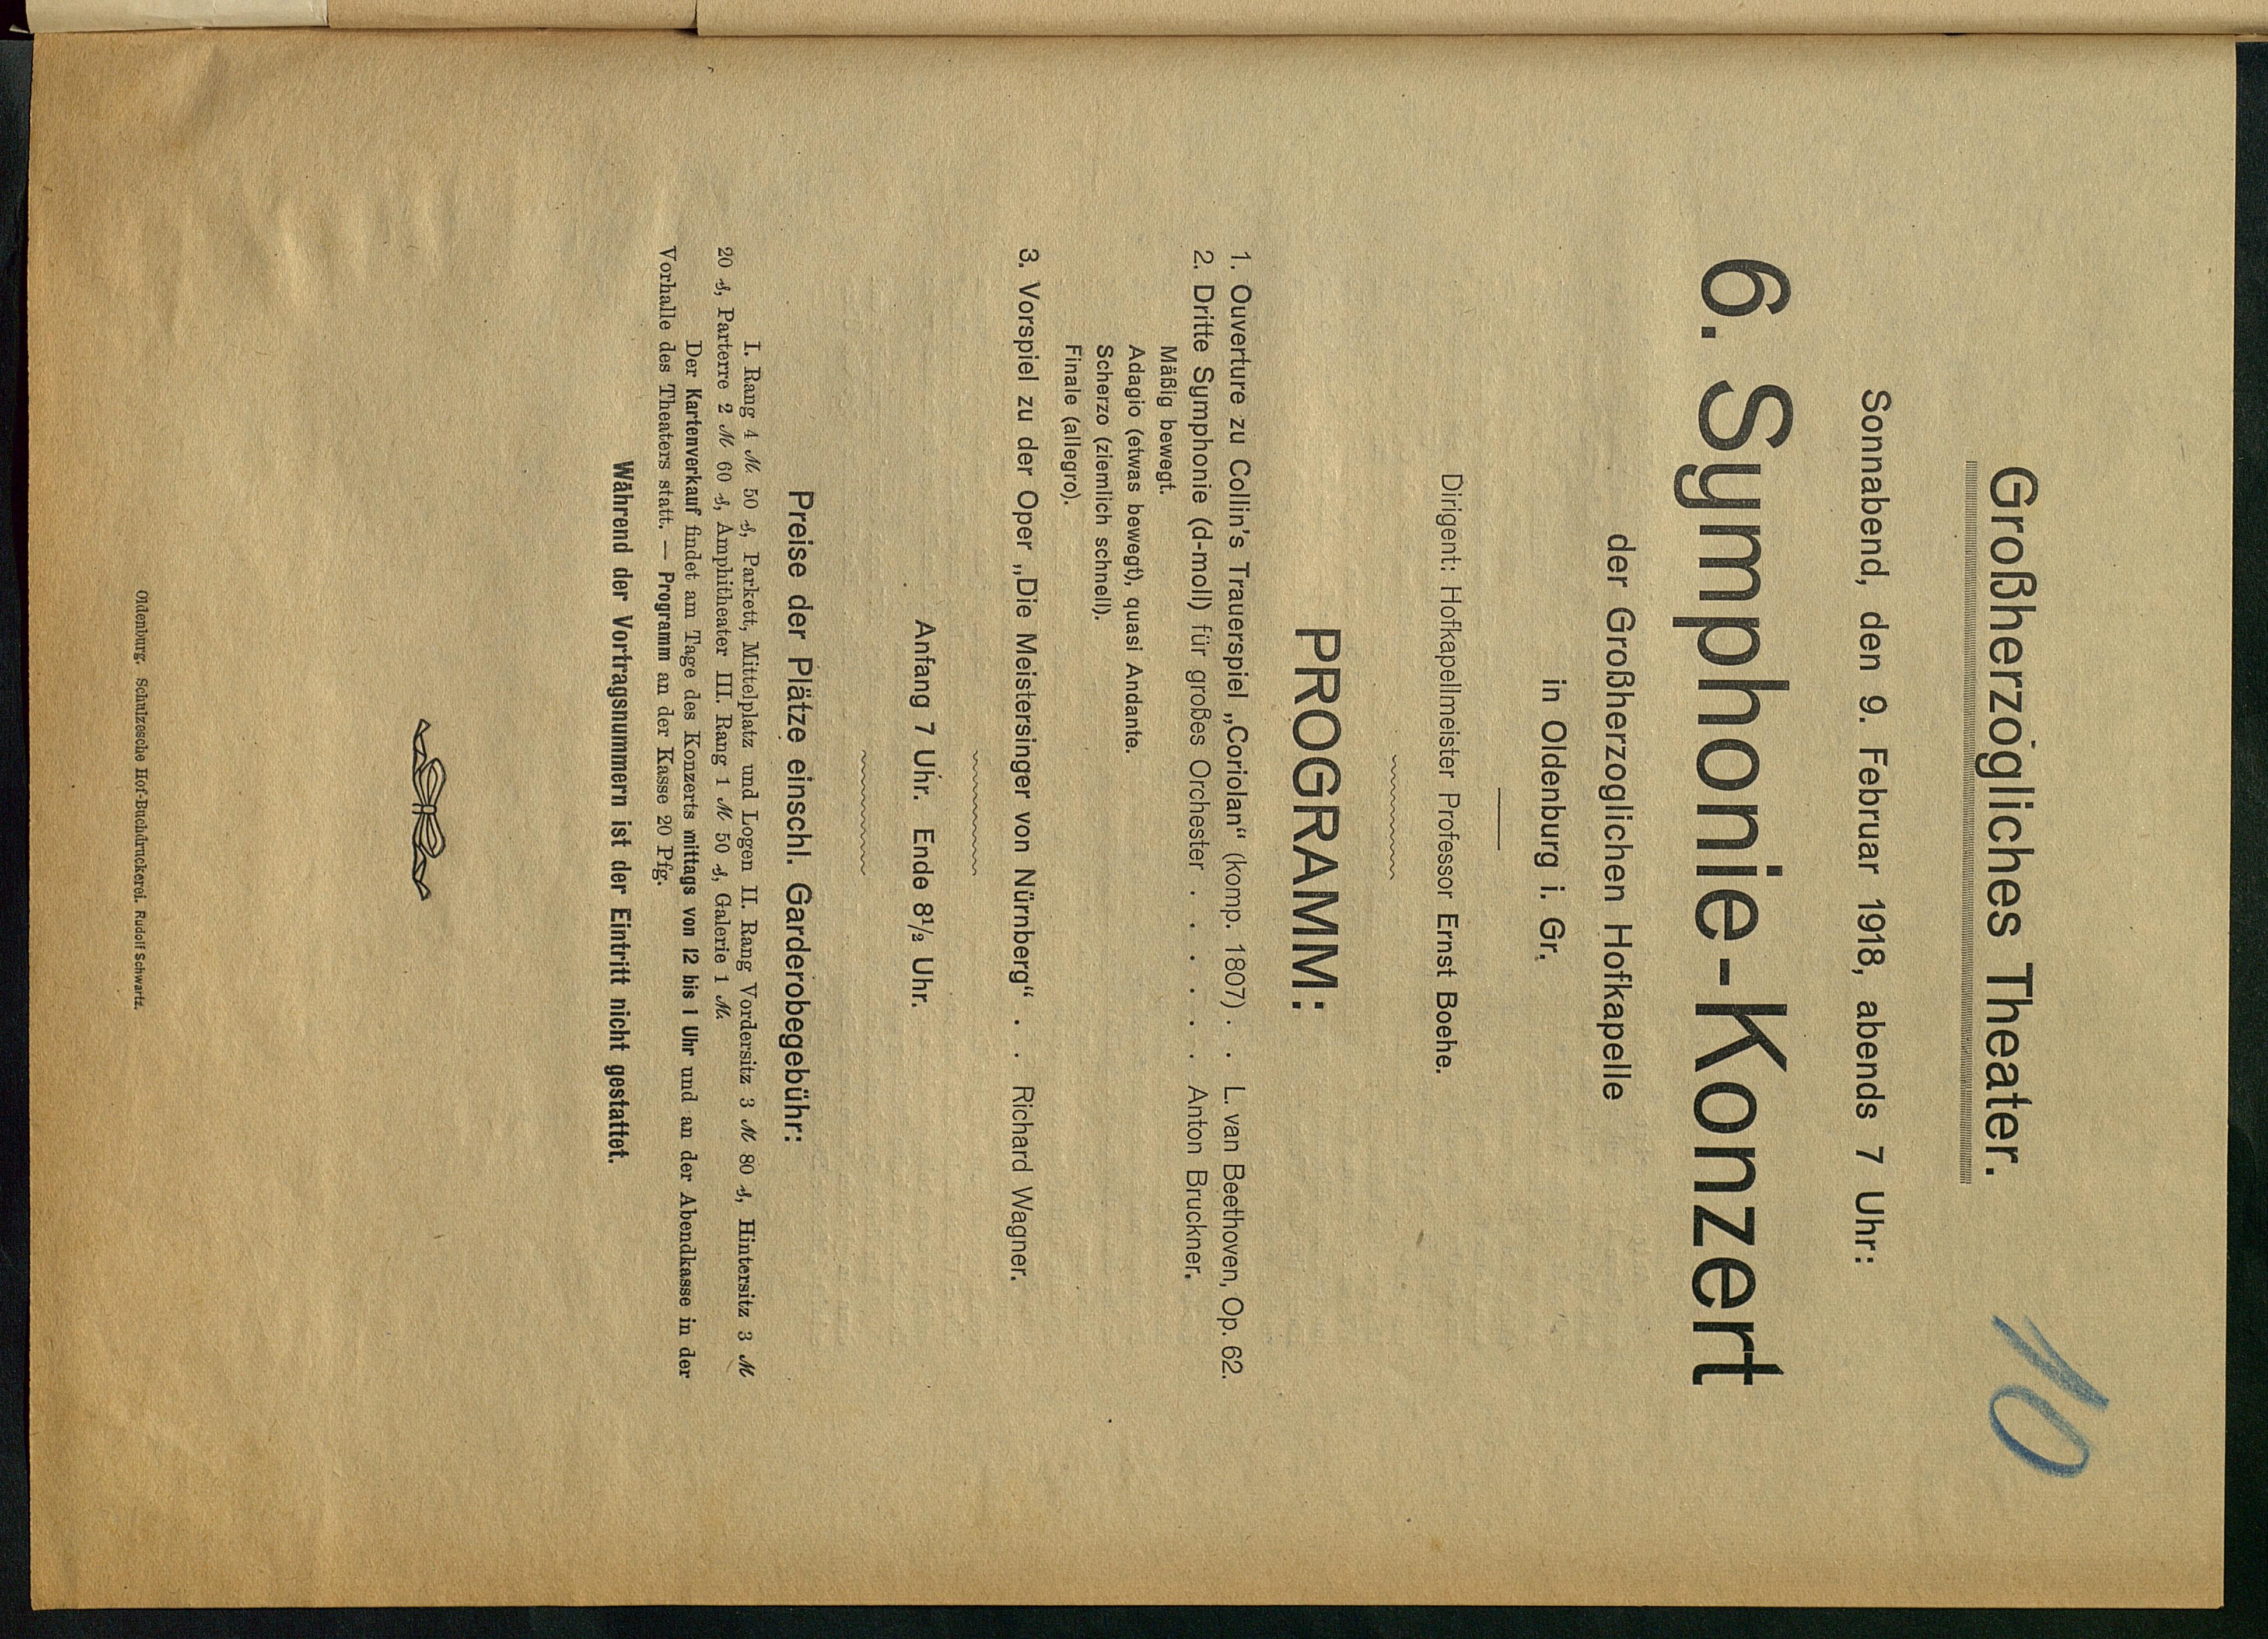 10
Großherzogliches Theater.
Sonnabend, den 9. Februar 1918, abends 7 Uhr:
6. Symphonie-Konzert
der Großherzoglichen Hofkapelle
in Oldenburg i. Gr.
Dirigent: Hofkapellmeister Professor Ernst Boehe.
PROGRAMM:
1. Ouverture zu Collin's Trauerspiel „Coriolan“ (komp. 1807) . . L. van Beethoven, Op. 62.
2. Dritte Symphonie (d-moll) für großes Orchester . . . . . . Anton Bruckner.
Mäßig bewegt.
Adagio (etwas bewegt), quasi Andante.
Scherzo (ziemlich schnell).
Finale (allegro).
3. Vorspiel zu der Oper „Die Meistersinger von Nürnberg“ . . Richard Wagner.
Anfang 7 Uhr. Ende 8½ Uhr.
Preise der Plätze einschl. Garderobegebühr:
I. Rang 4 ℳ 50 ₰, Parkett, Mittelplatz und Logen II. Rang Vordersitz 3 ℳ 80 ₰, Hintersitz 3 ℳ
20 ₰, Parterre 2 ℳ 60 ₰, Amphitheater III. Rang 1 ℳ 50 ₰, Galerie 1 ℳ.
Der Kartenverkauf findet am Tage des Konzerts mittags von 12 bis 1 Uhr und an der Abendkasse in der
Vorhalle des Theaters statt. — Programm an der Kasse 20 Pfg.
Während der Vortragsnummern ist der Eintritt nicht gestattet.
Oldenburg. Schulzesche Hof-Buchdruckerei. Rudolf Schwartz.